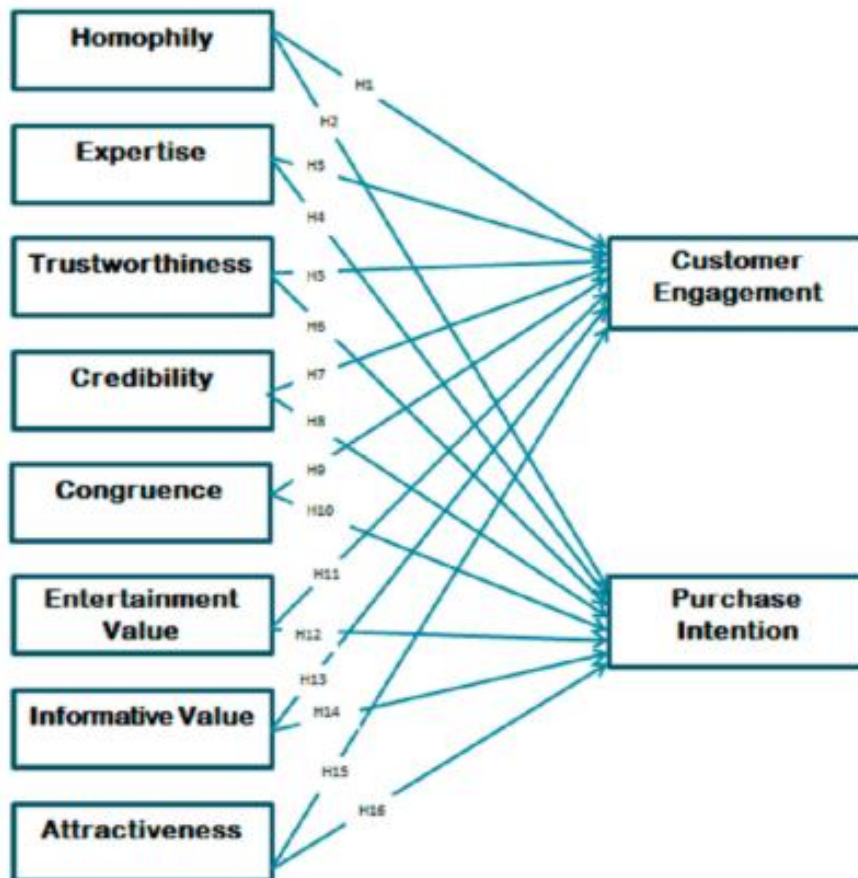 Homophily
H1
H2
Expertise
H3
H4
Trustworthiness
H5
H6
Customer
Engagement
Credibility
H7
H8
Congruence
H9
H10
Entertainment
Value
H11
H12
Purchase
Intention
Informative Value
H13
H14
Attractiveness
H15
H16